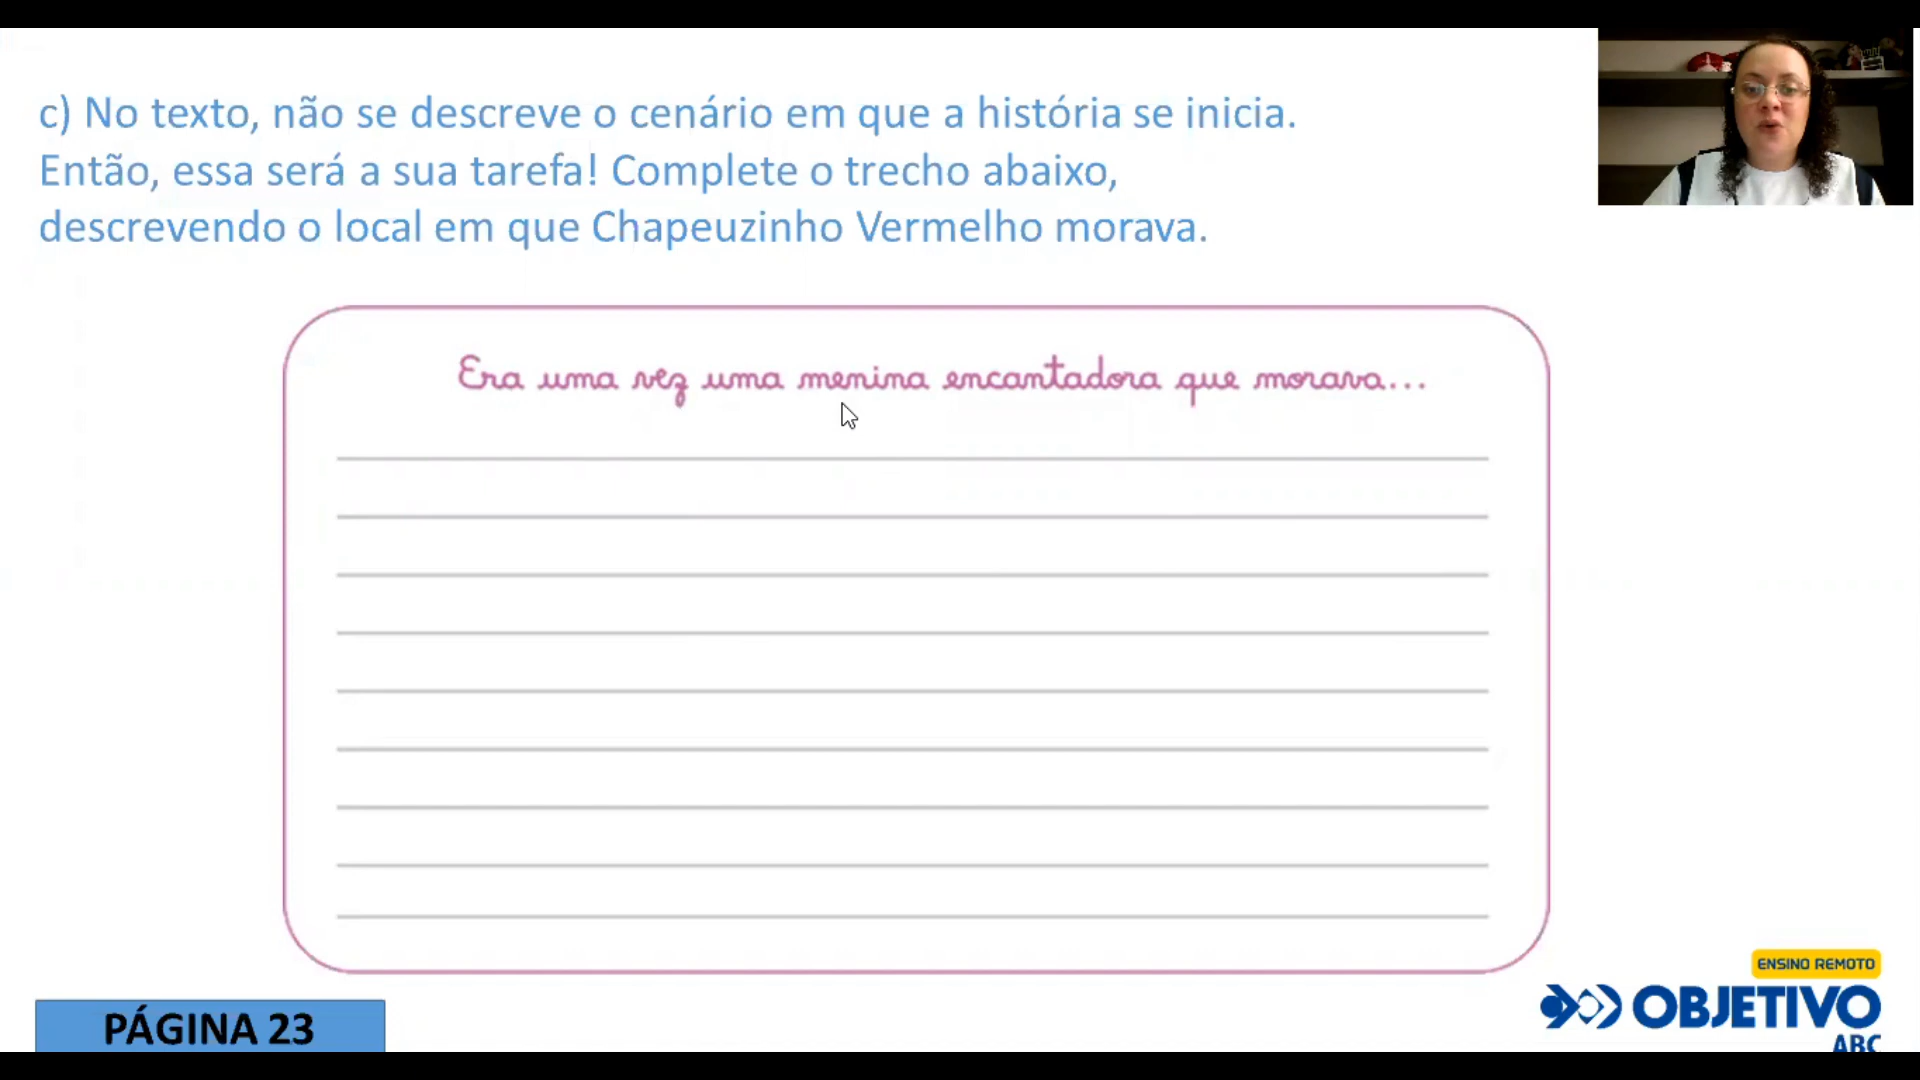 c) No texto, não se descreve o cenário em que a história se inicia.
Então, essa será a sua tarefa! Complete o trecho abaixo,
descrevendo o local em que Chapeuzinho Vermelho morava.
Era uma vez uma menina encantadora que morava...
ENSINO REMOTO
OBJETIVO
ABC
PÁGINA 23